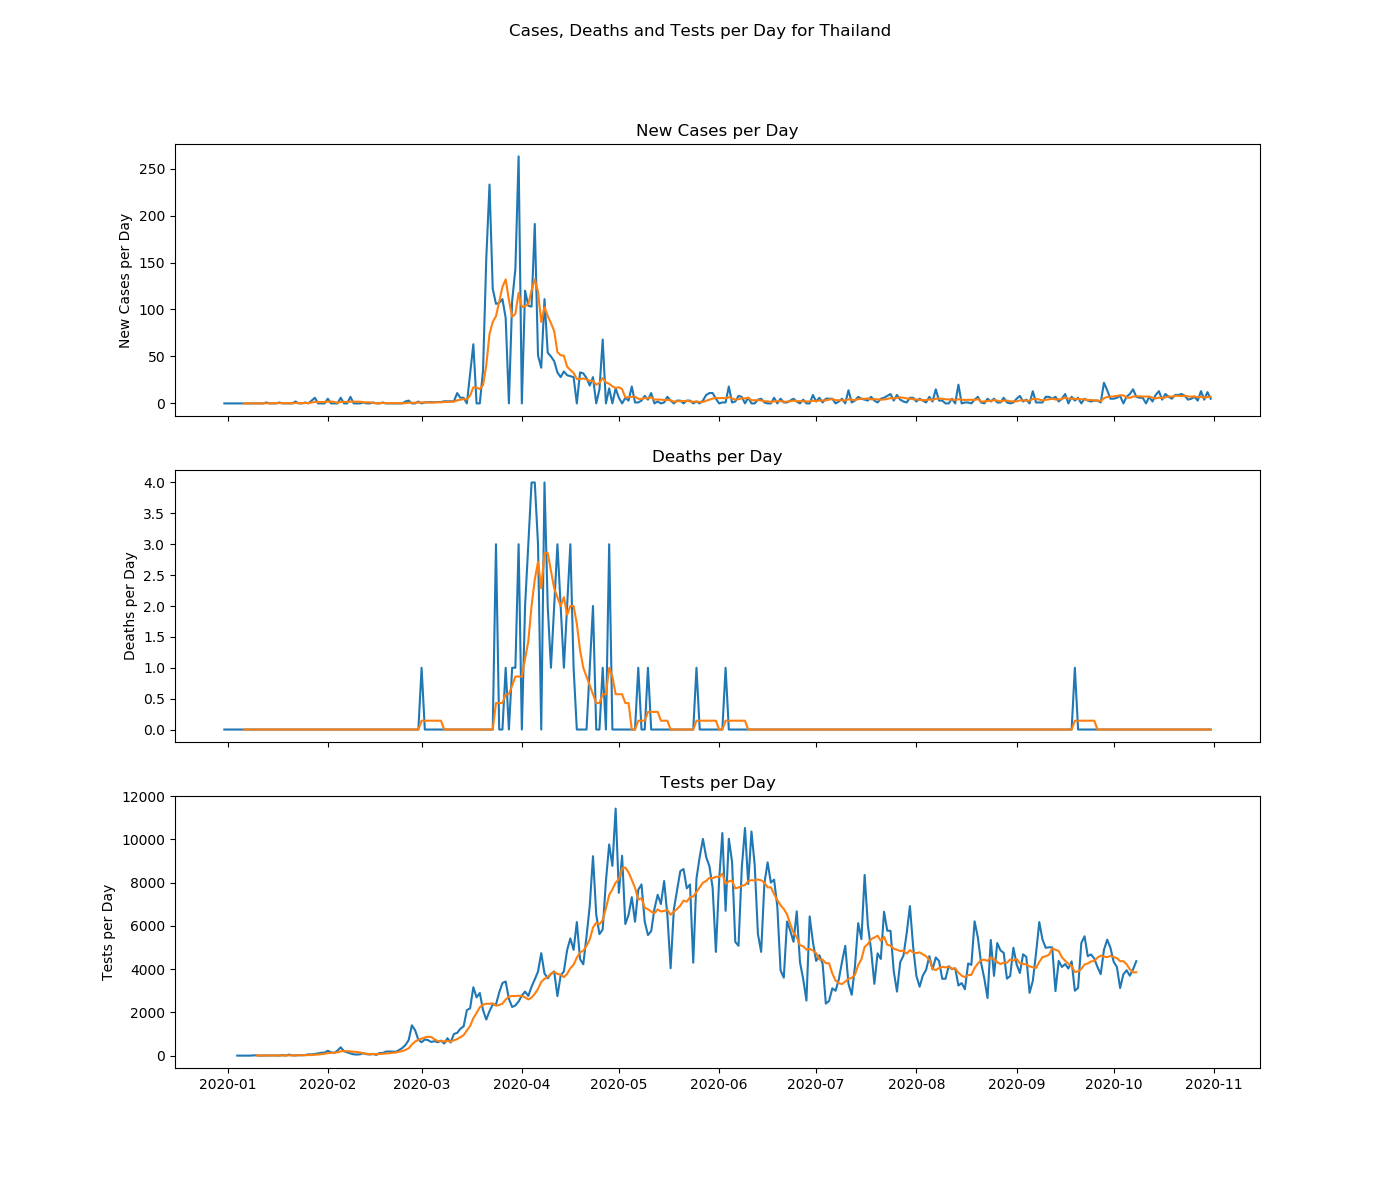 Cases, Deaths and Tests per Day for Thailand
New Cases per Day
New Cases per Day
250
200
150
100
50
0
Deaths per Day
Deaths per Day
4.0
3.5
3.0
2.5
2.0
1.5
1.0
0.5
0.0
Tests per Day
Tests per Day
12000
10000
8000
6000
4000
2000
0
2020-01 2020-02 2020-03 2020-04 2020-05 2020-06 2020-07 2020-08 2020-09 2020-10 2020-11